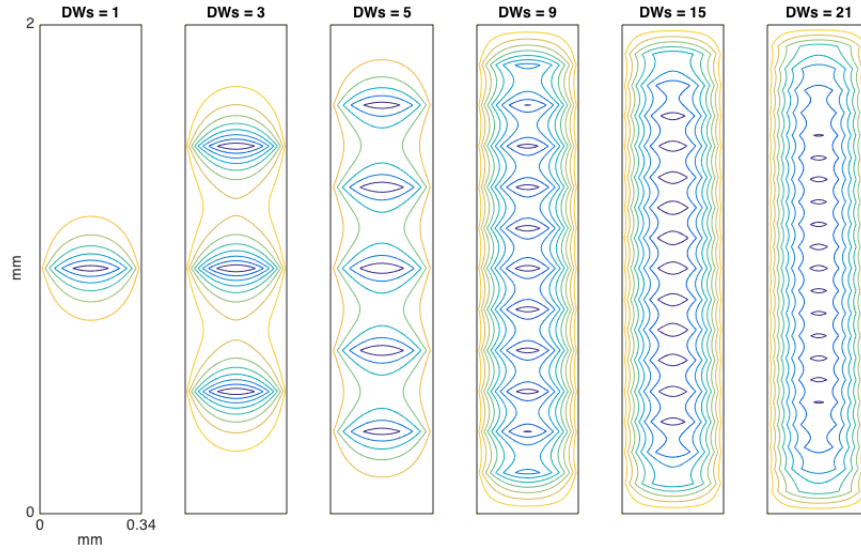 DWs = 1 DWs = 3 DWs = 5 DWs = 9 DWs = 15 DWs = 21
2
mm
0
0 0.34
mm